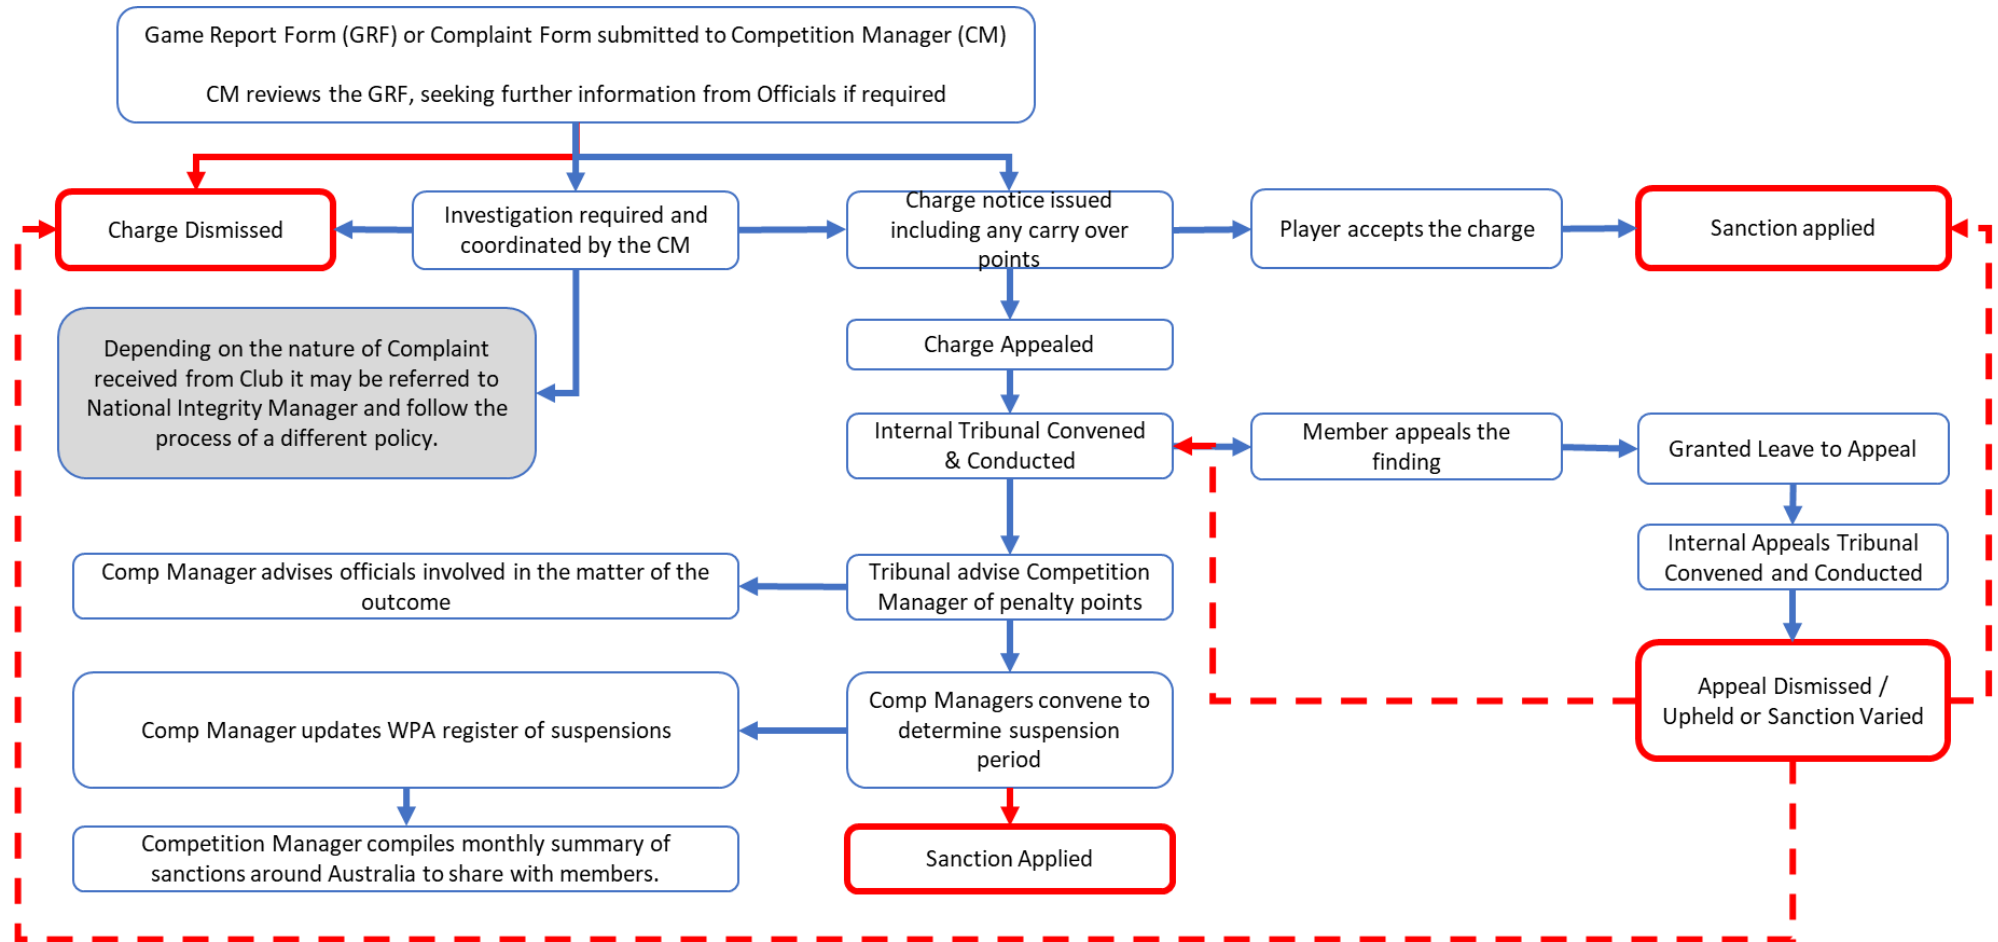 Game Report Form (GRF) or Complaint Form submitted to Competition Manager (CM)
CM reviews the GRF, seeking further information from Officials if required
Charge Dismissed
Investigation required and
coordinated by the CM
Charge notice issued
including any carry over
points
Player accepts the charge
Sanction applied
Depending on the nature of Complaint
received from Club it may be referred to
National Integrity Manager and follow the
process of a different policy.
Charge Appealed
Internal Tribunal Convened
& Conducted
Member appeals the
finding
Granted Leave to Appeal
Internal Appeals Tribunal
Convened and Conducted
Comp Manager advises officials involved in the matter of the
outcome
Tribunal advise Competition
Manager of penalty points
Appeal Dismissed /
Upheld or Sanction Varied
Comp Manager updates WPA register of suspensions
Comp Managers convene to
determine suspension
period
Competition Manager compiles monthly summary of
sanctions around Australia to share with members.
Sanction Applied